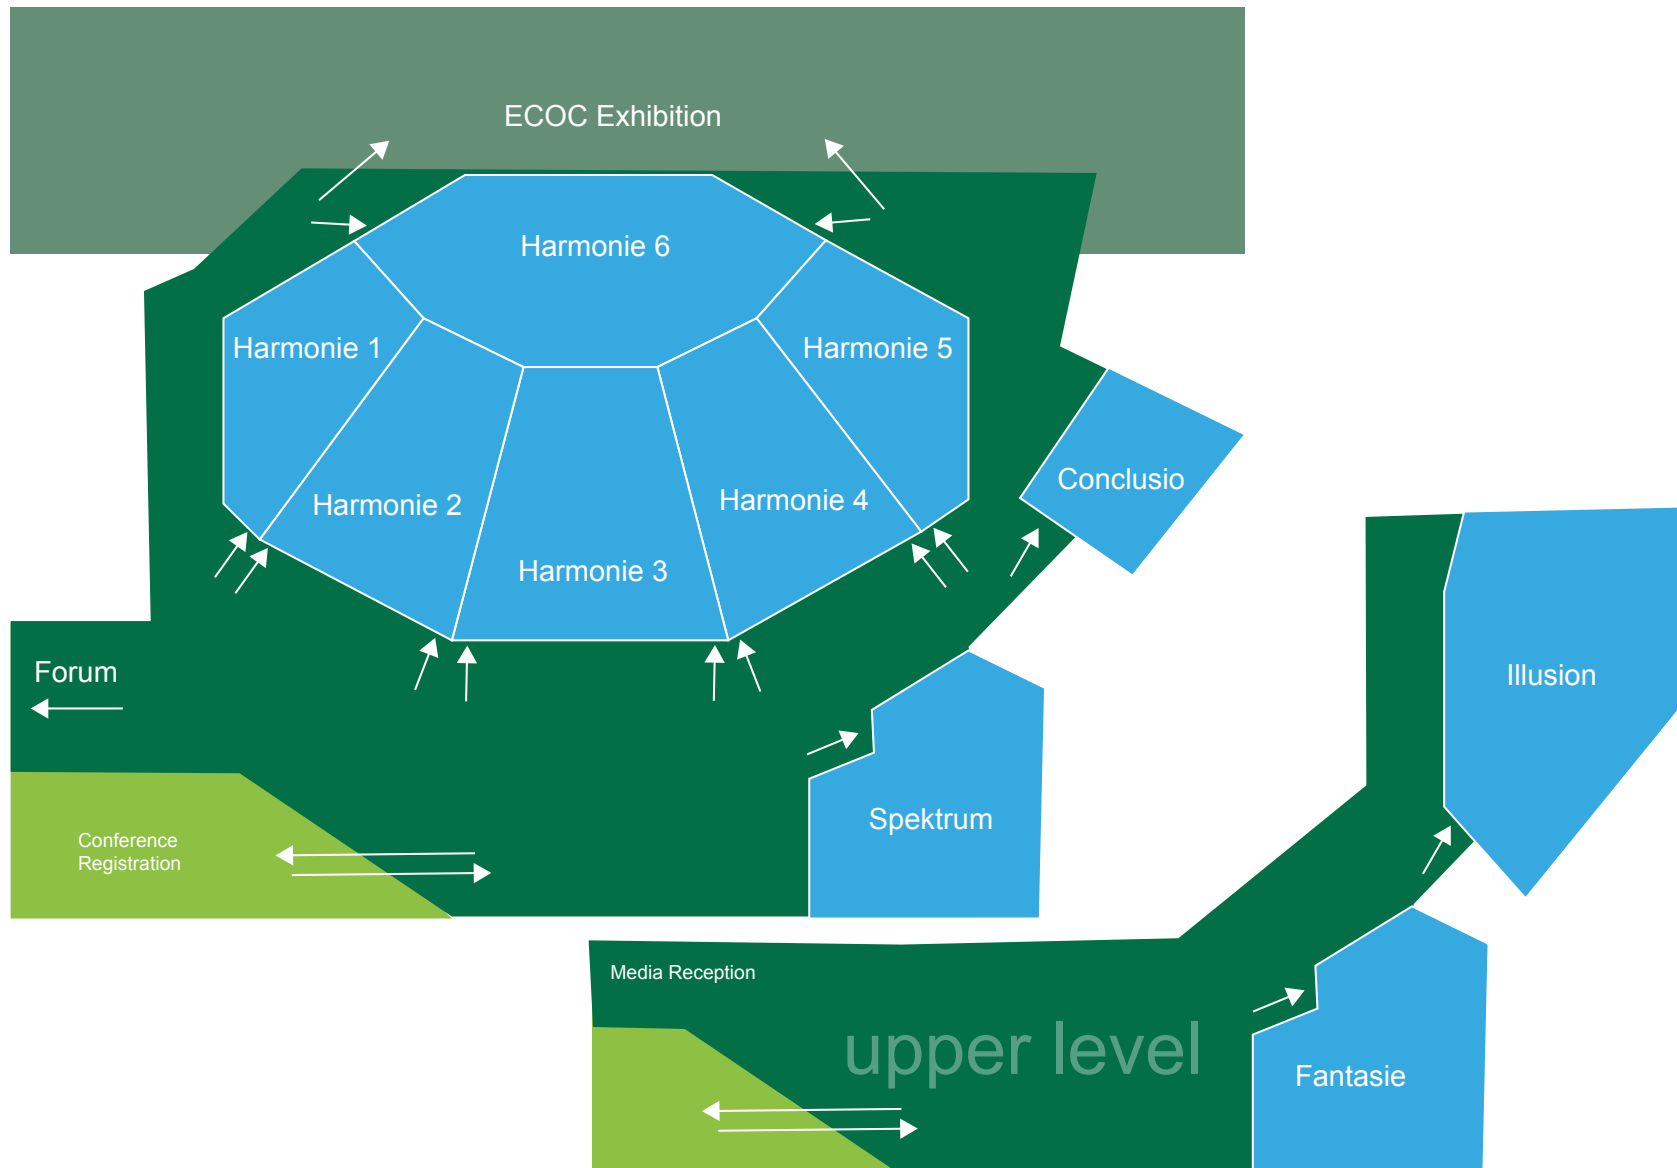 ECOC Exhibition
Harmonie 6
Harmonie 1
Harmonie 5
Conclusio
Harmonie 2
Harmonie 4
Harmonie 3
Forum
Illusion
Spektrum
Conference
Registration
Media Reception
upper level
Fantasie